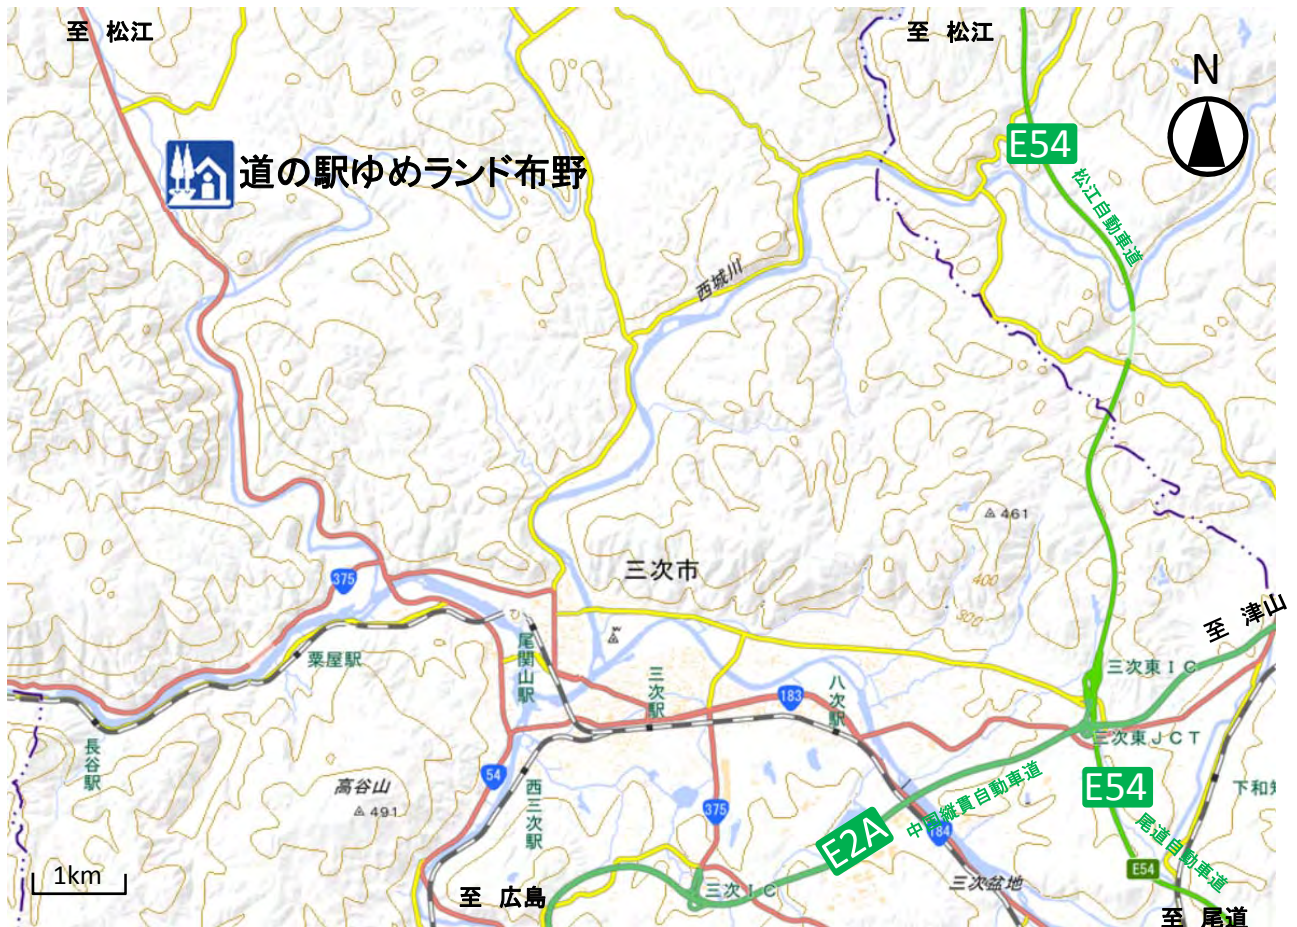 至 松江
至 松江
N
E54
道の駅ゆめランド布野
松江自動車道
西城川
461
三次市
375
400
300
至 津山
粟屋駅
尾関山駅
三次駅
八次駅
183
三次東IC
三次東JCT
長谷駅
54
西三次駅
高谷山
491
375
E2A
中国縦貫自動車道
184
E54
尾道自動車道
E54
1km
至 広島
三次IC
三次盆地
至 尾道